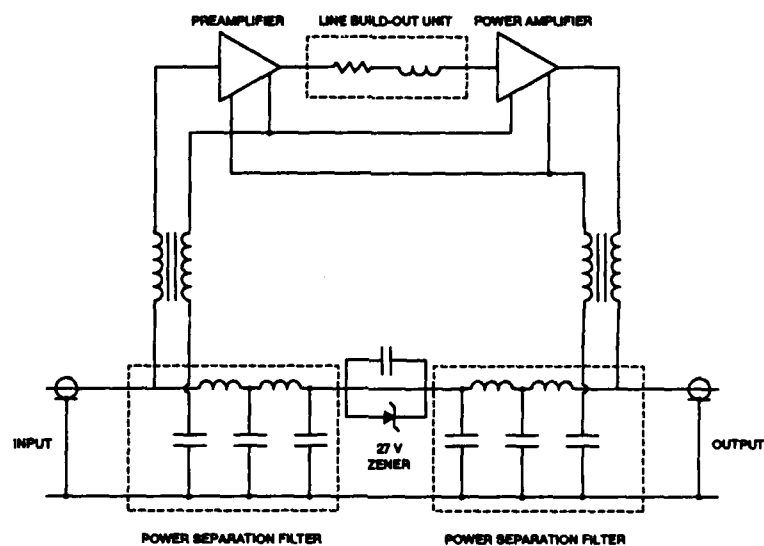 PREAMPLIFIER
LINE BUILD-OUT UNIT
POWER AMPLIFIER
INPUT
27 V
ZENER
OUTPUT
POWER SEPARATION FILTER
POWER SEPARATION FILTER